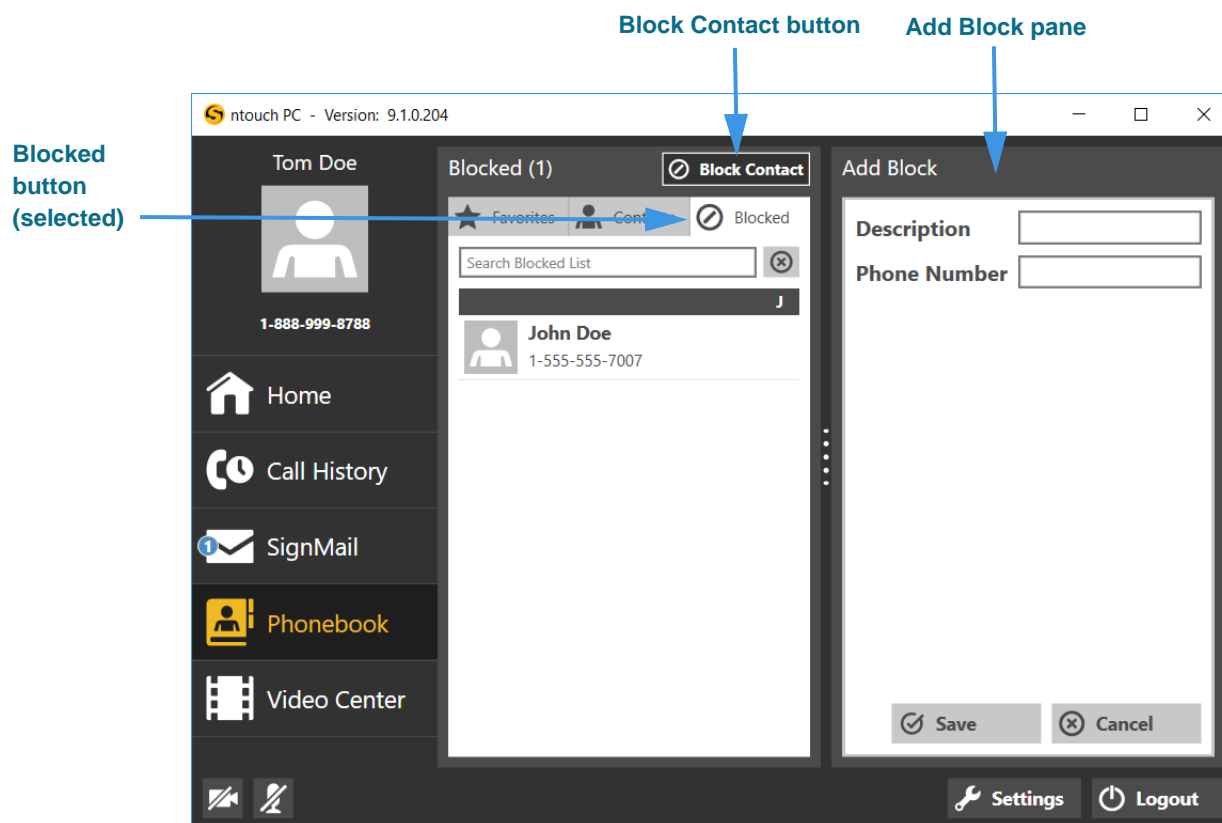 Block Contact button
Add Block pane
ntouch PC - Version: 9.1.0.204
Blocked
button
(selected)
Tom Doe
1-888-999-8788
Home
Call History
1
SignMail
Phonebook
Video Center
Blocked (1)
Block Contact
Favorites
Blocked
Search Blocked List
J
John Doe
1-555-555-7007
Add Block
Description
Phone Number
Save
Cancel
Settings
Logout